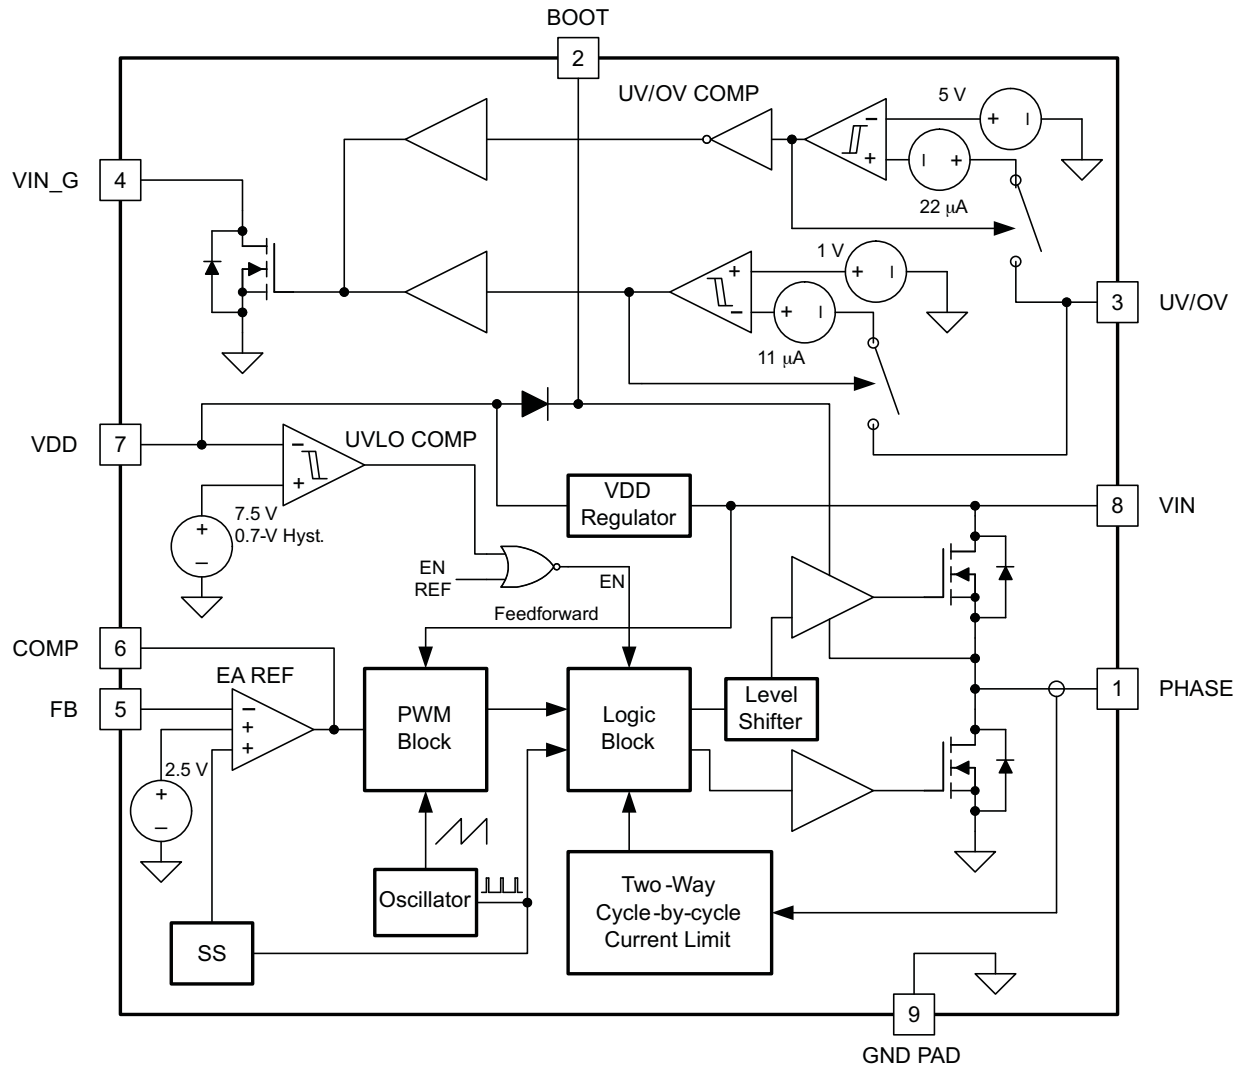 BOOT
2
UV/OV COMP
5 V
22 μA
VIN_G
4
1 V
3
UV/OV
11 μA
VDD
7
UVLO COMP
7.5 V
0.7-V Hyst.
VDD
Regulator
8
VIN
EN
REF
EN
Feedforward
COMP
6
EA REF
FB
5
PWM
Block
Logic
Block
Level
Shifter
1
PHASE
2.5 V
Oscillator
SS
Two-Way
Cycle-by-cycle
Current Limit
9
GND PAD